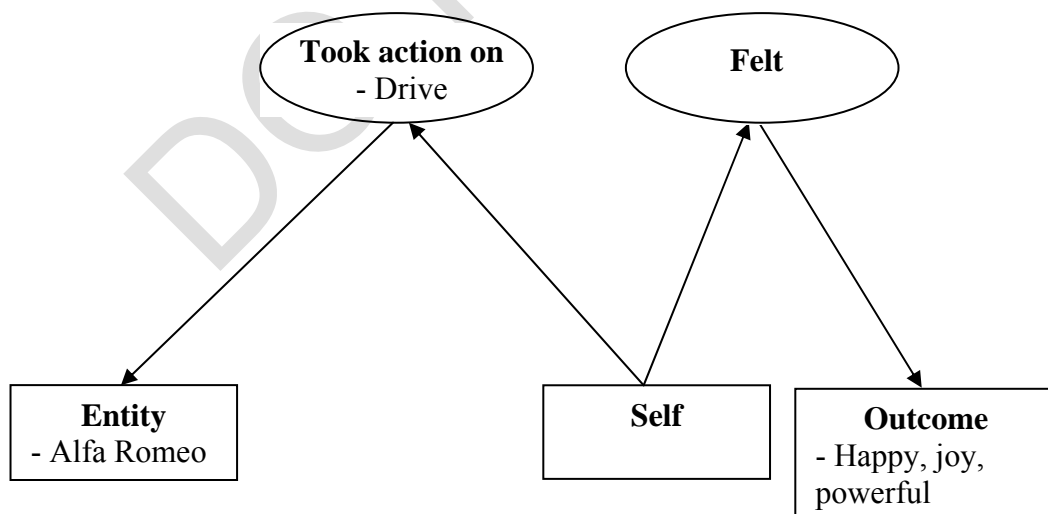 Took action on
- Drive
Felt
Entity
- Alfa Romeo
Self
Outcome
- Happy, joy,
powerful